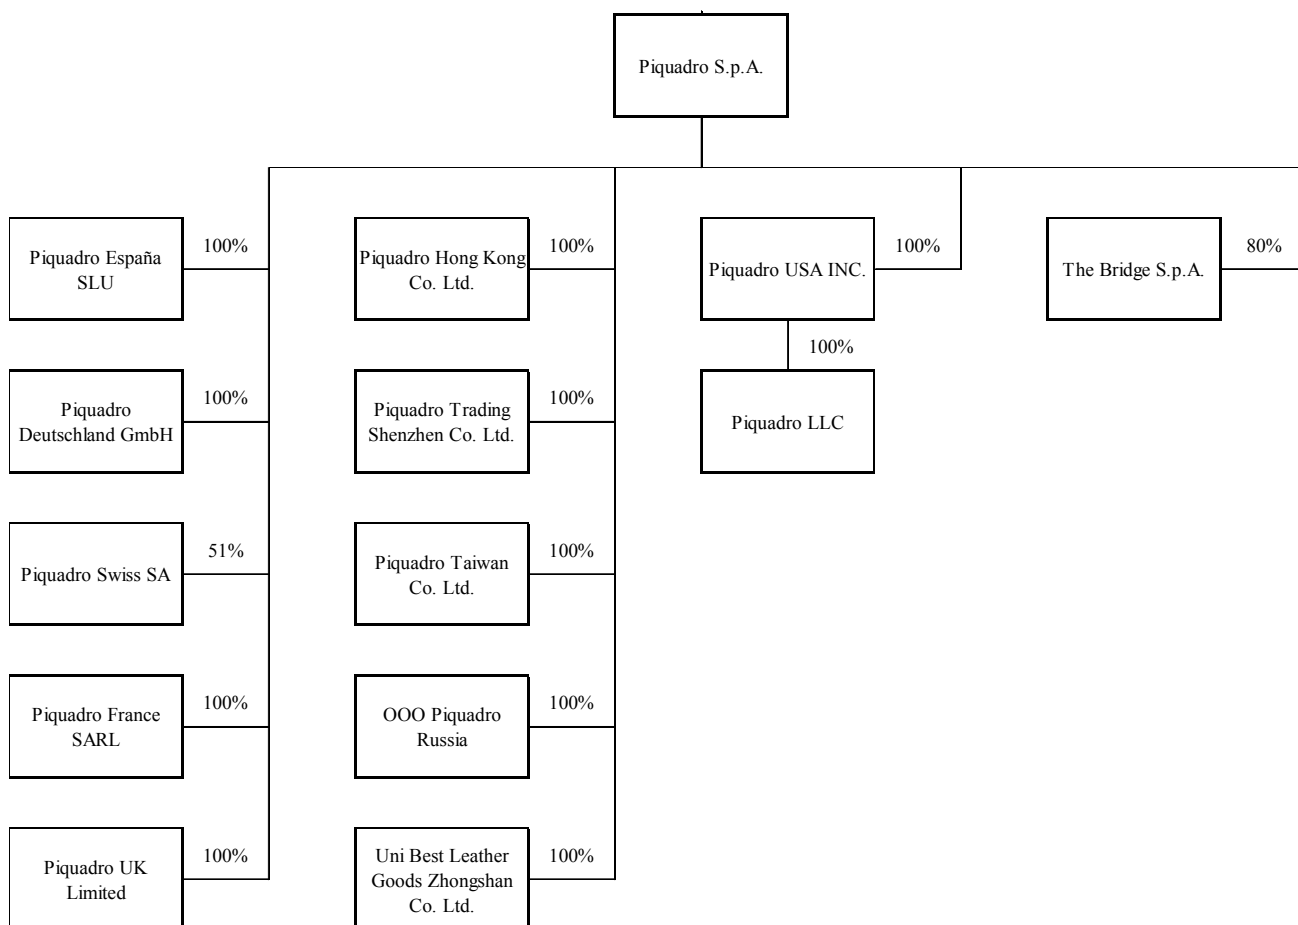 Piquadro S.p.A.
Piquadro España
SLU
100%
Piquadro Hong Kong
Co. Ltd.
100%
Piquadro USA INC.
100%
The Bridge S.p.A.
80%
100%
Piquadro
Deutschland GmbH
100%
Piquadro Trading
Shenzhen Co. Ltd.
100%
Piquadro LLC
Piquadro Swiss SA
51%
Piquadro Taiwan
Co. Ltd.
100%
Piquadro France
SARL
100%
OOO Piquadro
Russia
100%
Piquadro UK
Limited
100%
Uni Best Leather
Goods Zhongshan
Co. Ltd.
100%